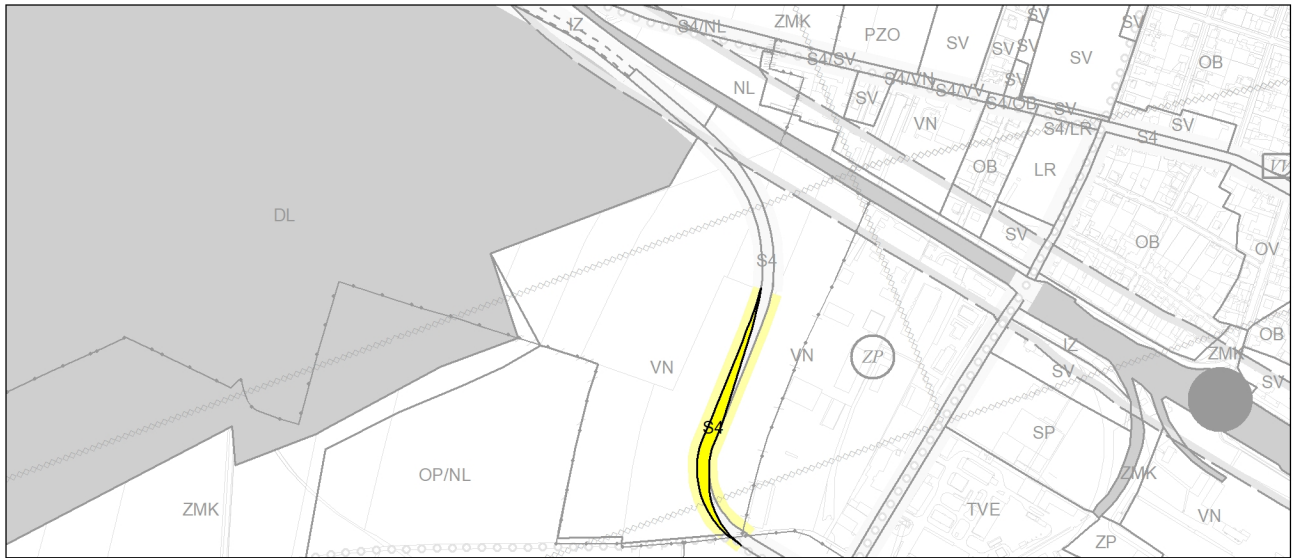 IZ
S4/NL
ZMK
PZO
SV
SV
SV
SV
SV
SV
SV
OB
S4/SV
NL
SV
S4/VN
S4/VV
S4/OB
SV
S4/LR
S4
SV
VN
OB
LR
SV
OB
OV
DL
S4
VN
VN
ZP
IZ
SV
ZMK
OB
SV
S4
SP
ZMK
OP/NL
ZMK
TVE
VN
ZP